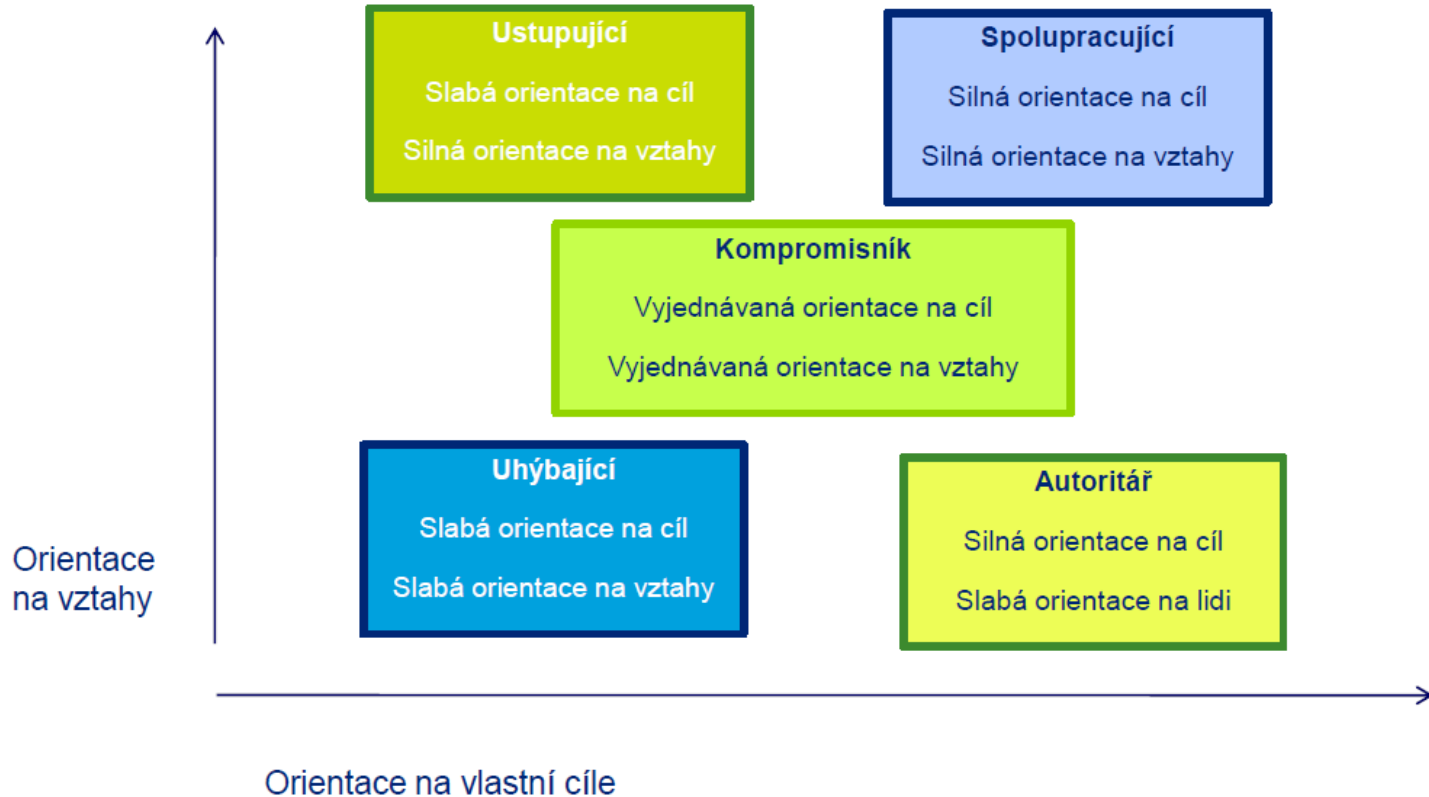 Ustupující
Slabá orientace na cíl
Silná orientace na vztahy
Spolupracující
Silná orientace na cíl
Silná orientace na vztahy
Kompromisník
Vyjednávaná orientace na cíl
Vyjednávaná orientace na vztahy
Uhýbající
Slabá orientace na cíl
Slabá orientace na vztahy
Autoritář
Silná orientace na cíl
Slabá orientace na lidi
Orientace
na vztahy
Orientace na vlastní cíle